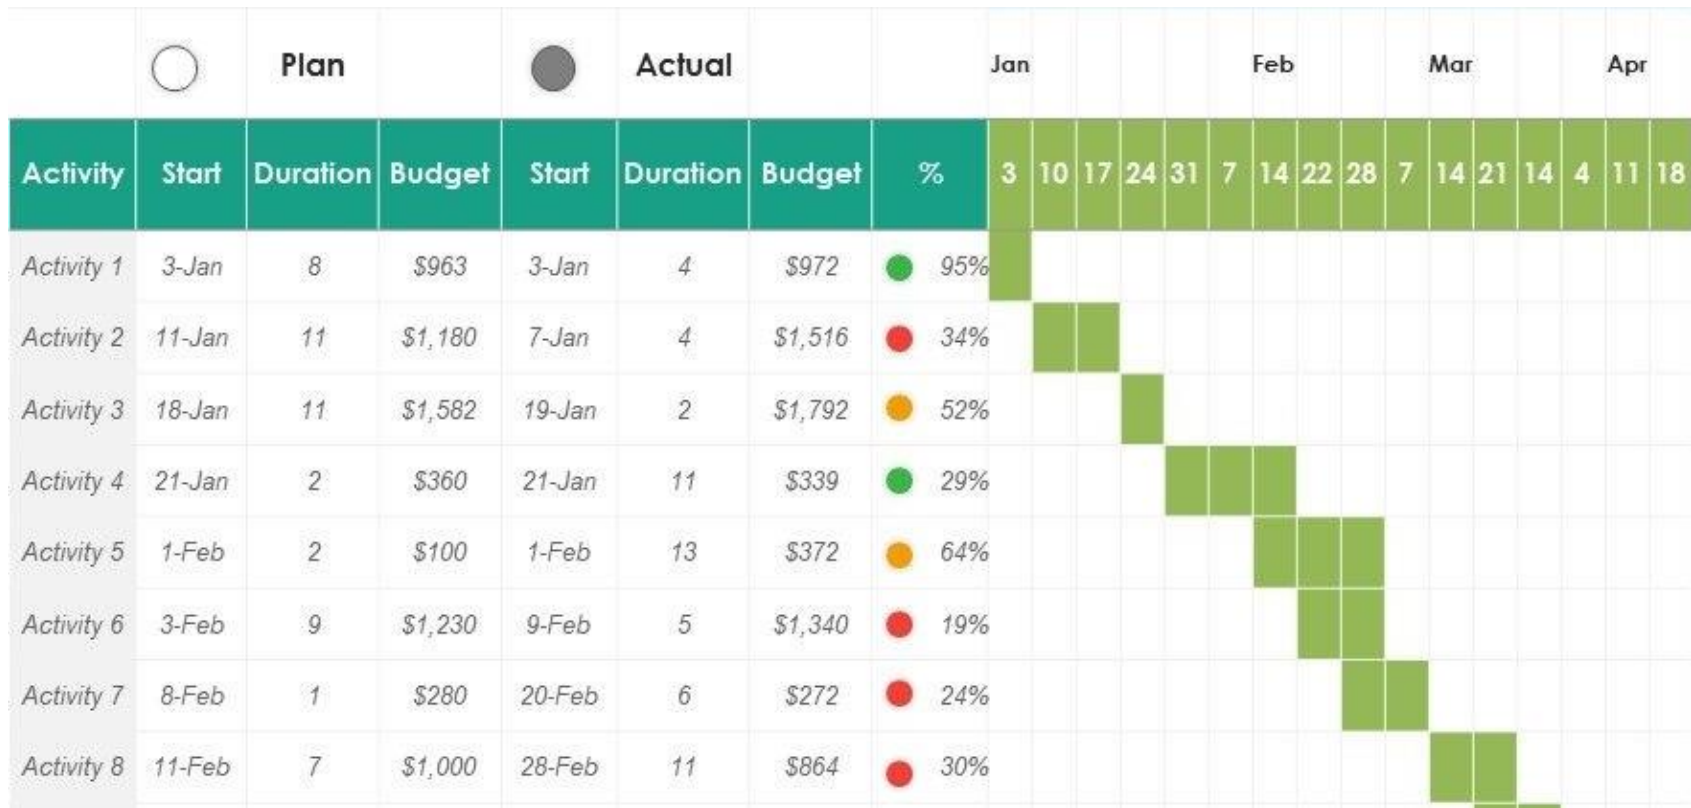 Plan Actual Jan Feb Mar Apr
Activity Start Duration Budget Start Duration Budget % 3 10 17 24 31 7 14 22 28 7 14 21 14 4 11 18
Activity 1 3-Jan 8 $963 3-Jan 4 $972 95%
Activity 2 11-Jan 11 $1,180 7-Jan 4 $1,516 34%
Activity 3 18-Jan 11 $1,582 19-Jan 2 $1,792 52%
Activity 4 21-Jan 2 $360 21-Jan 11 $339 29%
Activity 5 1-Feb 2 $100 1-Feb 13 $372 64%
Activity 6 3-Feb 9 $1,230 9-Feb 5 $1,340 19%
Activity 7 8-Feb 1 $280 20-Feb 6 $272 24%
Activity 8 11-Feb 7 $1,000 28-Feb 11 $864 30%